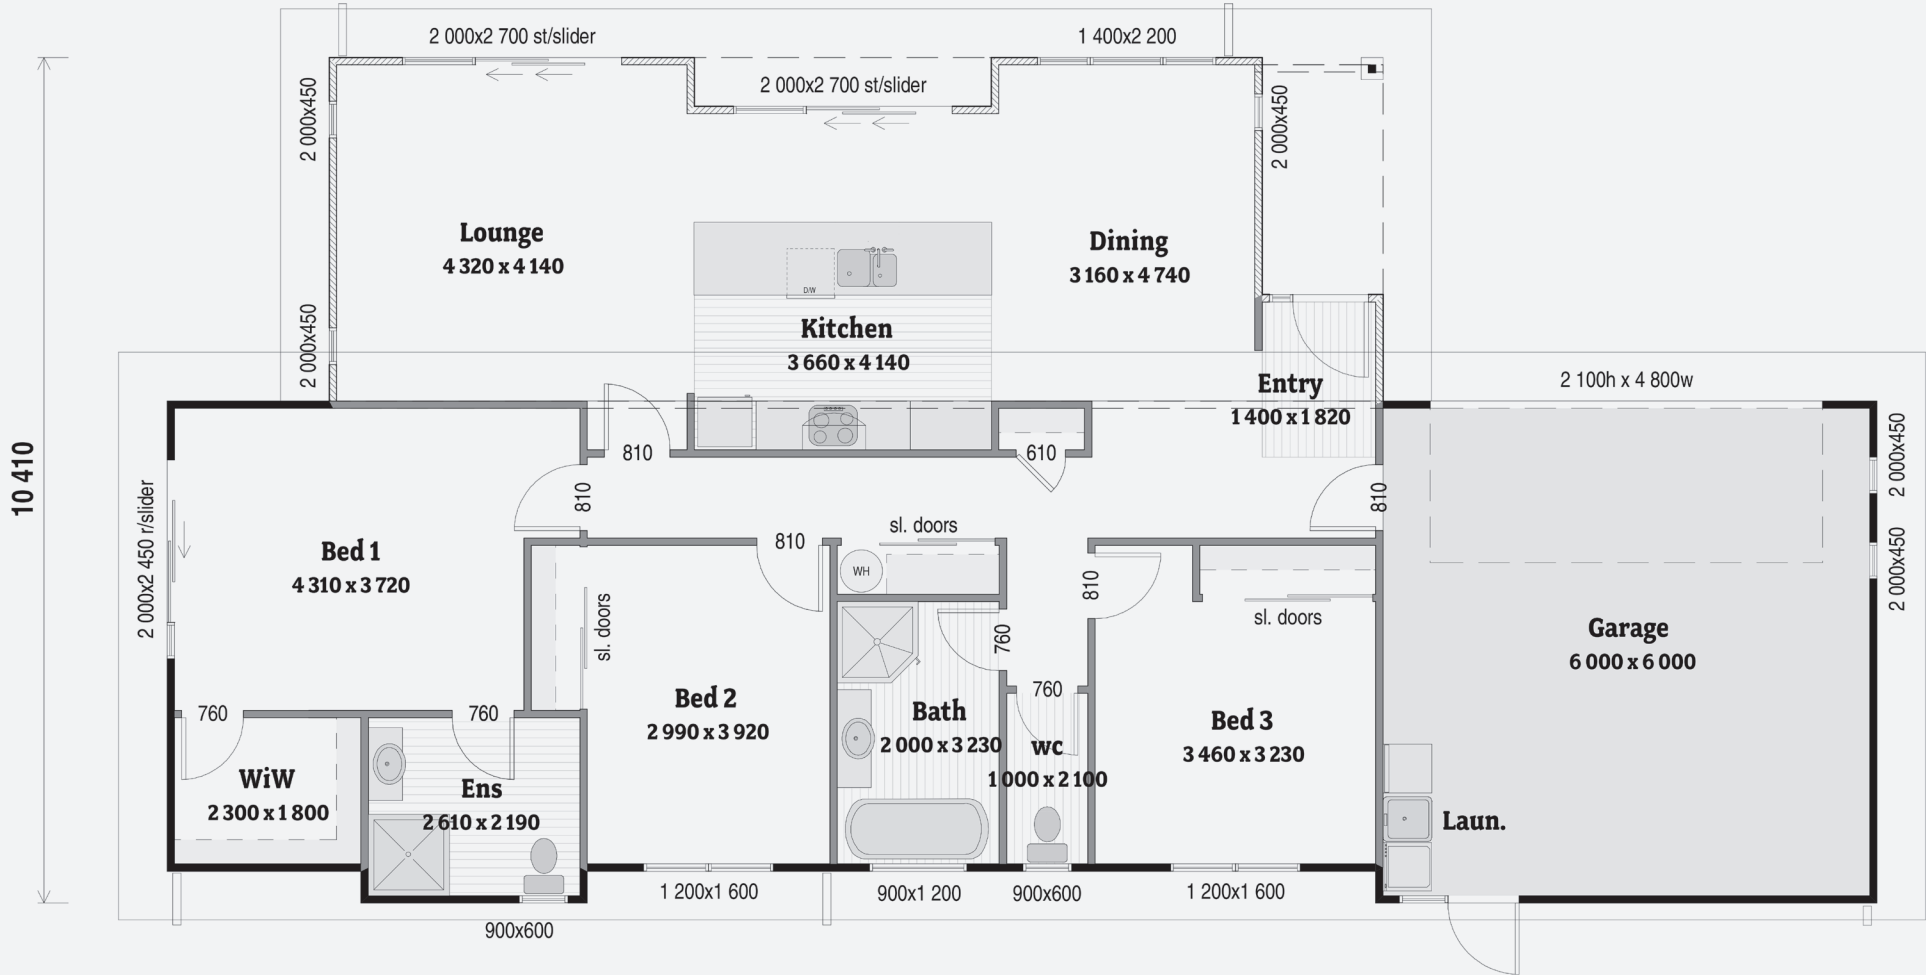 2 000x2 700 st/slider
1 400x2 200
2 000x2 700 st/slider
2 000x450
2 000x450
Lounge
4 320 x 4 140
Dining
3 160 x 4 740
D/W
Kitchen
3 660 x 4 140
2 000x450
Entry
1 400 x 1 820
2 100h x 4 800w
10 410
810
610
2 000x450
810
810
2 000x2 450 r/slider
sl. doors
810
Bed 1
4 310 x 3 720
WH
810
2 000x450
sl. doors
sl. doors
760
Garage
6 000 x 6 000
Bed 2
2 990 x 3 920
760
760
760
Bath
2 000 x 3 230
Bed 3
3 460 x 3 230
wc
1 000 x 2 100
WiW
2 300 x 1 800
Ens
2 610 x 2 190
Laun.
1 200x1 600
900x1 200
900x600
1 200x1 600
900x600